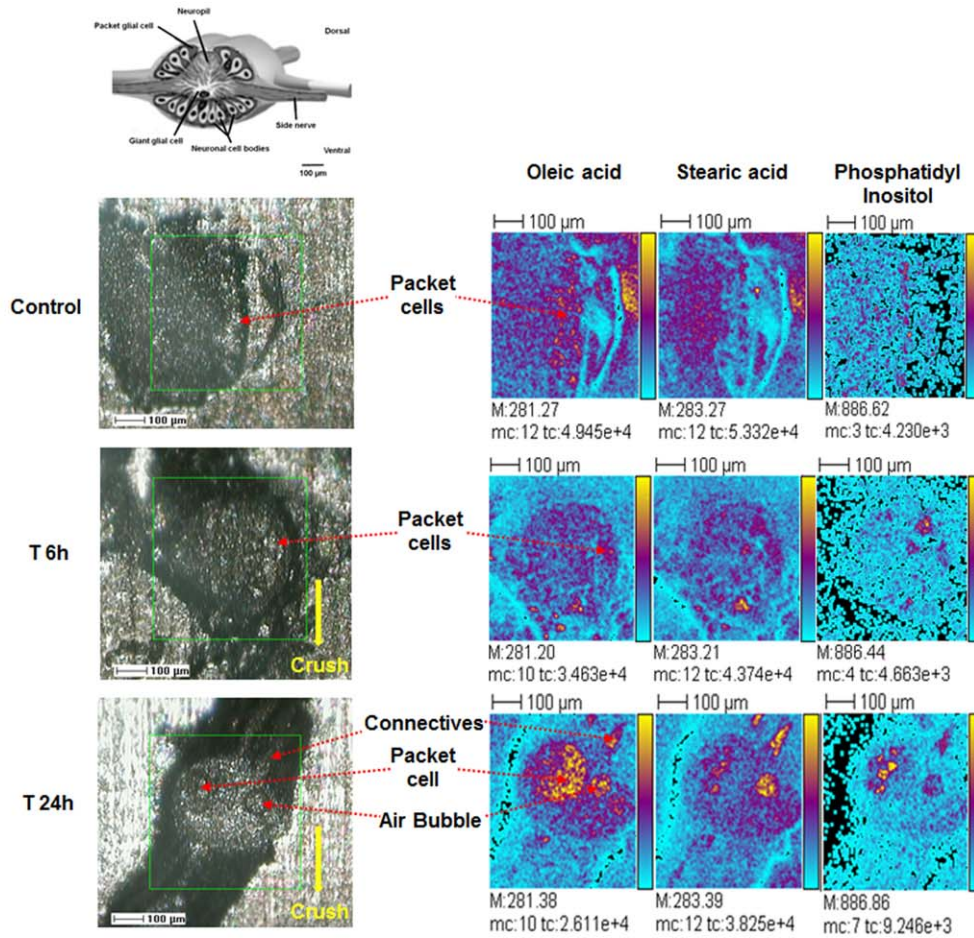 Neuropil
Packet glial cell
Dorsal
Side nerve
Giant glial cell
Neuronal cell bodies
Ventral
100 µm
Oleic acid
Stearic acid
Phosphatidyl
Inositol
100 µm
100 µm
100 µm
Control
Packet
cells
100 µm
M:281.27
mc:12 tc:4.945e+4
M:283.27
mc:12 tc:5.332e+4
M:886.62
mc:3 tc:4.230e+3
100 µm
100 µm
100 µm
T 6h
Packet
cells
Crush
100 µm
M:281.20
mc:10 tc:3.463e+4
M:283.21
mc:12 tc:4.374e+4
M:886.44
mc:4 tc:4.663e+3
100 µm
100 µm
100 µm
Connectives
Packet
cell
T 24h
Air Bubble
Crush
100 µm
M:281.38
mc:10 tc:2.611e+4
M:283.39
mc:12 tc:3.825e+4
M:886.86
mc:7 tc:9.246e+3